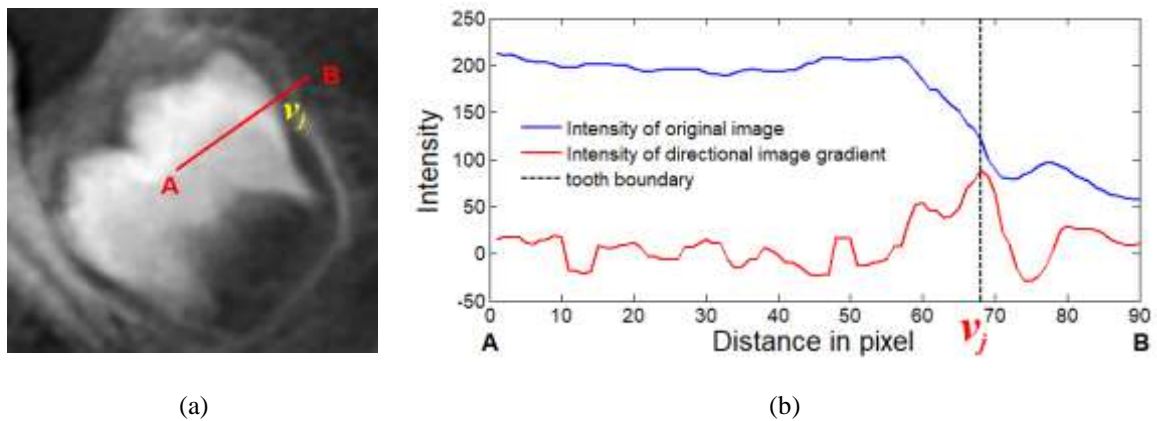 B
v_j
A
250
200
150
100
50
0
-50
Intensity
Intensity of original image
Intensity of directional image gradient
tooth boundary
0 10 20 30 40 50 60 70 80 90
A Distance in pixel v_j B
(a) (b)